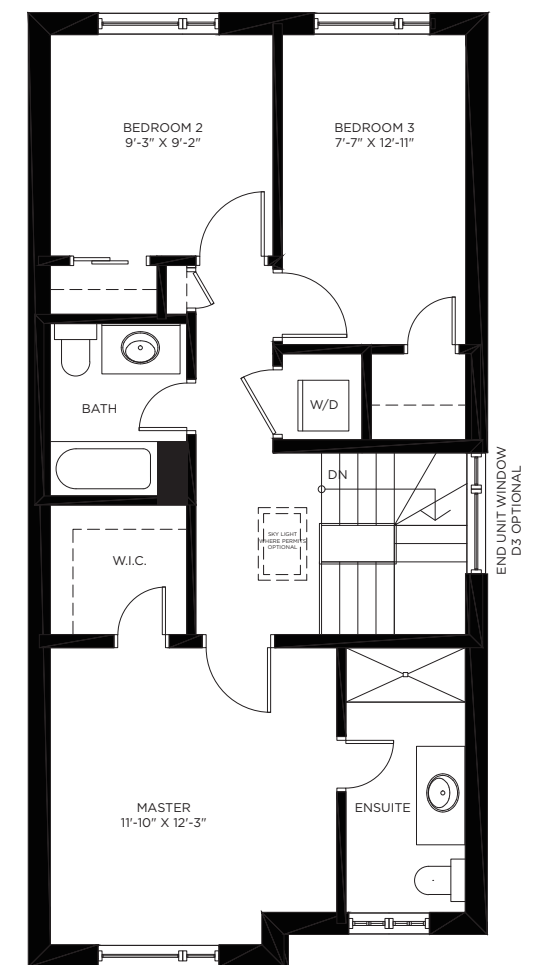 BEDROOM 2
9'-3" X 9'-2"
BEDROOM 3
7'-7" X 12'-11"
W/D
BATH
DN
END UNIT WINDOW
D3 OPTIONAL
SKY LIGHT
WHERE PERMITS
OPTIONAL
W.I.C.
MASTER
11'-10" X 12'-3"
ENSUITE